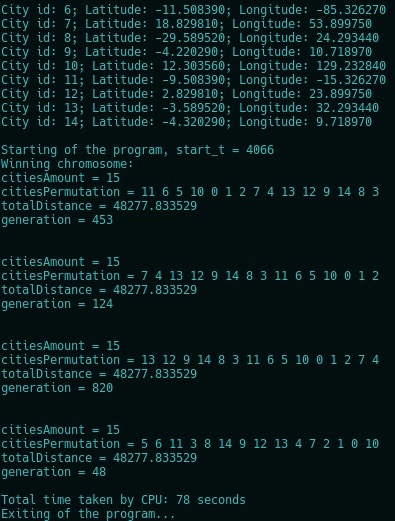 City id: 6; Latitude: -11.508390; Longitude: -85.326270
City id: 7; Latitude: 18.829810; Longitude: 53.899750
City id: 8; Latitude: -29.589520; Longitude: 24.293440
City id: 9; Latitude: -4.220290; Longitude: 10.718970
City id: 10; Latitude: 12.303560; Longitude: 129.232840
City id: 11; Latitude: -9.508390; Longitude: -15.326270
City id: 12; Latitude: 2.829810; Longitude: 23.899750
City id: 13; Latitude: -3.589520; Longitude: 32.293440
City id: 14; Latitude: -4.320290; Longitude: 9.718970
Starting of the program, start_t = 4066
Winning chromosome:
citiesAmount = 15
citiesPermutation = 11 6 5 10 0 1 2 7 4 13 12 9 14 8 3
totalDistance = 48277.833529
generation = 453
citiesAmount = 15
citiesPermutation = 7 4 13 12 9 14 8 3 11 6 5 10 0 1 2
totalDistance = 48277.833529
generation = 124
citiesAmount = 15
citiesPermutation = 13 12 9 14 8 3 11 6 5 10 0 1 2 7 4
totalDistance = 48277.833529
generation = 820
citiesAmount = 15
citiesPermutation = 5 6 11 3 8 14 9 12 13 4 7 2 1 0 10
totalDistance = 48277.833529
generation = 48
Total time taken by CPU: 78 seconds
Exiting of the program...